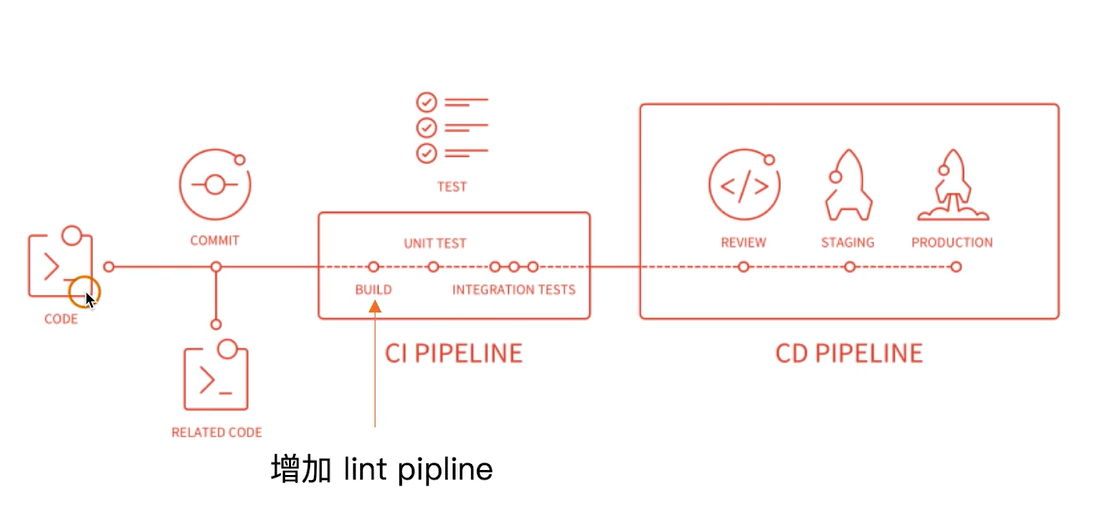 TEST
COMMIT
UNIT TEST
REVIEW
STAGING
PRODUCTION
BUILD
INTEGRATION TESTS
CODE
CI PIPELINE
CD PIPELINE
RELATED CODE
增加 lint pipline